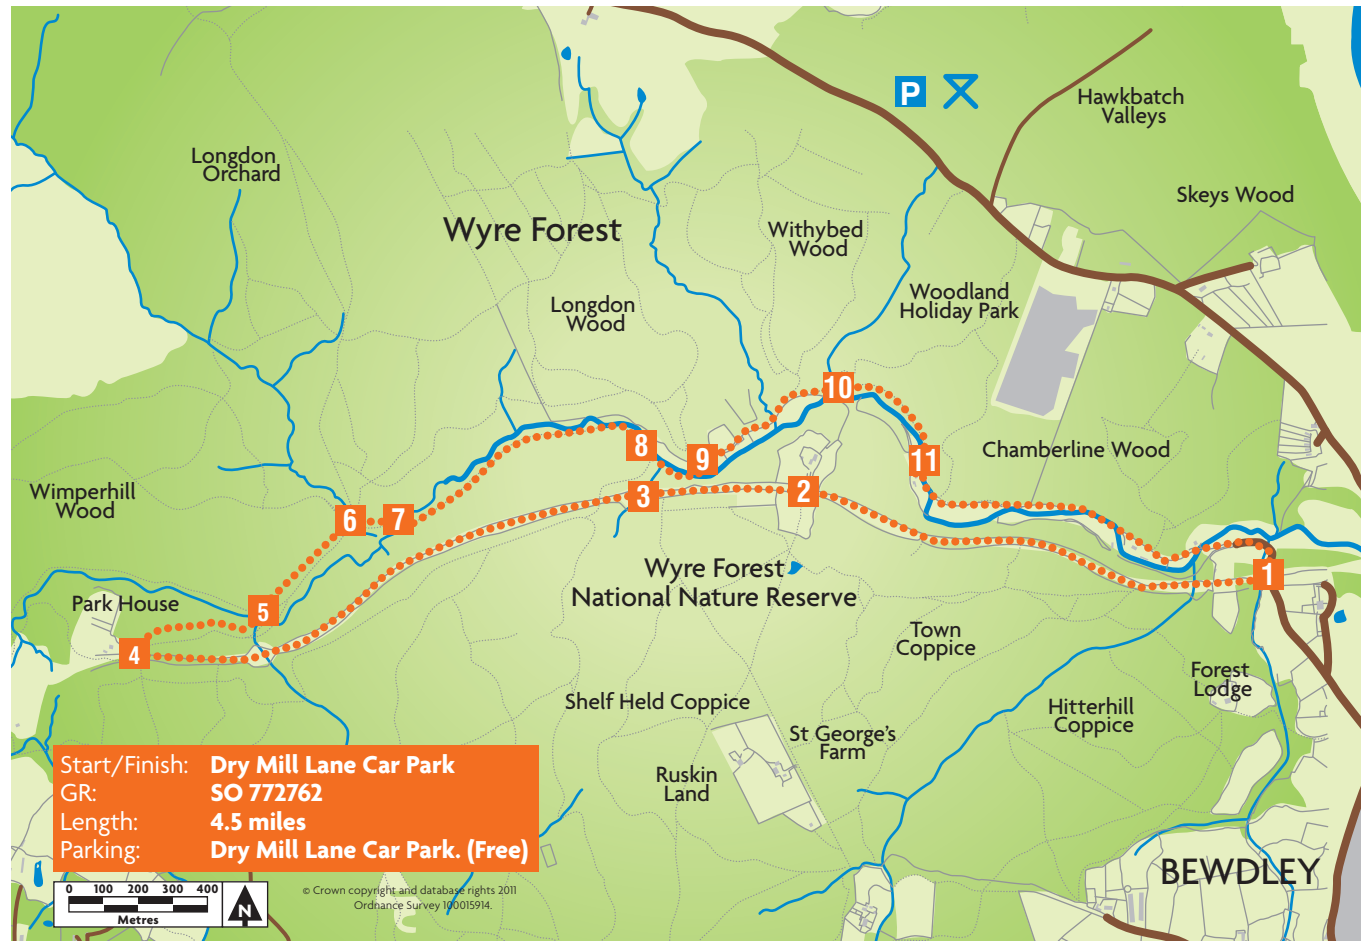 P
Hawkbatch
Valleys
Longdon
Orchard
Skeys Wood
Wyre Forest
Withybed
Wood
Woodland
Holiday Park
Longdon
Wood
10
8
9
11
Chamberline Wood
Wimperhill
Wood
3
2
6
7
Wyre Forest
National Nature Reserve
1
Park House
5
4
Town
Coppice
Forest
Lodge
Shelf Held Coppice
Hitterhill
Coppice
St George's
Farm
Ruskin
Land
Start/Finish: Dry Mill Lane Car Park
GR: SO 772762
Length: 4.5 miles
Parking: Dry Mill Lane Car Park. (Free)
BEWDLEY
0 100 200 300 400
Metres
N
© Crown copyright and database rights 2011
Ordnance Survey 100015914.